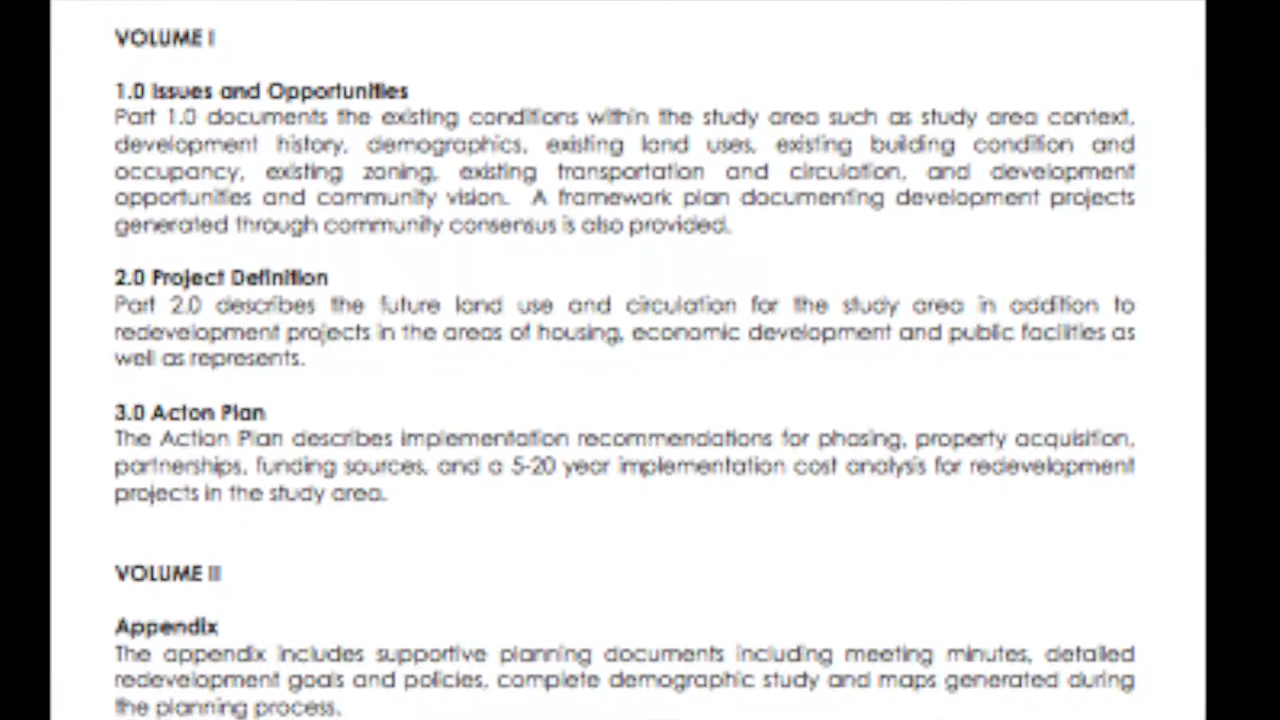 VOLUME I
1.0 Issues and Opportunities
Part 1.0 documents the existing conditions within the study area such as study area context,
development history, demographics, existing land uses, existing building condition and
occupancy, existing zoning, existing transportation and circulation, and development
opportunities and community vision. A framework plan documenting development projects
generated through community consensus is also provided.
2.0 Project Definition
Part 2.0 describes the future land use and circulation for the study area in addition to
redevelopment projects in the areas of housing, economic development and public facilities as
well as represents.
3.0 Acton Plan
The Action Plan describes implementation recommendations for phasing, property acquisition,
partnerships, funding sources, and a 5-20 year implementation cost analysis for redevelopment
projects in the study area.
VOLUME II
Appendix
The appendix includes supportive planning documents including meeting minutes, detailed
redevelopment goals and policies, complete demographic study and maps generated during
the planning process.